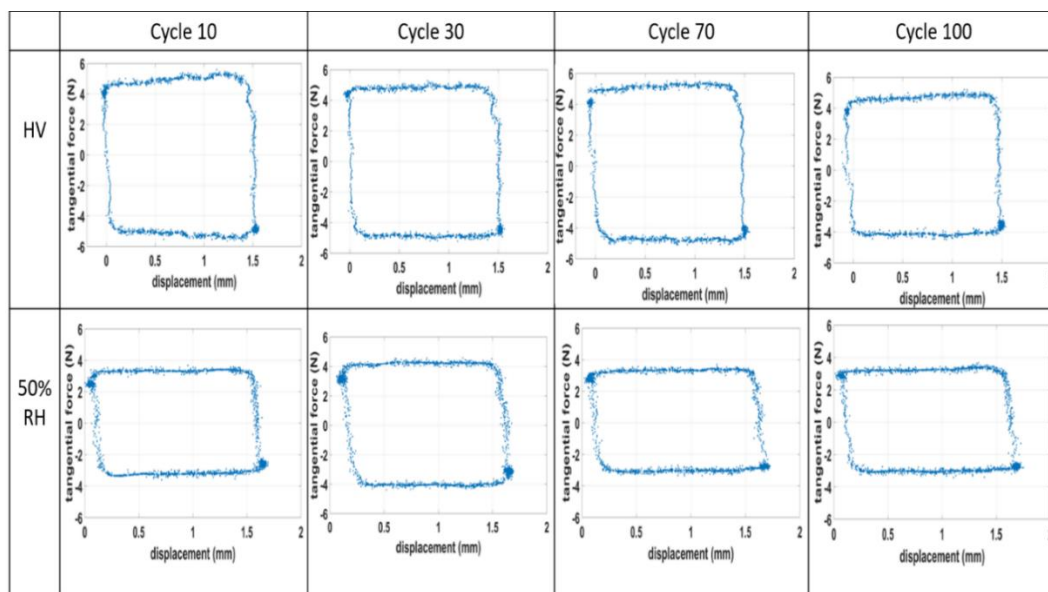 Cycle 10
Cycle 30
Cycle 70
Cycle 100
HV
tangential force (N)
6
4
2
0
-2
-4
-6
0 0.5 1 1.5 2
displacement (mm)
tangential force (N)
6
4
2
0
-2
-4
-6
0 0.5 1 1.5 2
displacement (mm)
tangential force (N)
6
4
2
0
-2
-4
-6
0 0.5 1 1.5 2
displacement (mm)
tangential force (N)
6
4
2
0
-2
-4
-6
0 0.5 1 1.5 2
displacement (mm)
50%
RH
tangential force (N)
6
4
2
0
-2
-4
-6
0 0.5 1 1.5 2
displacement (mm)
tangential force (N)
6
4
2
0
-2
-4
-6
0 0.5 1 1.5 2
displacement (mm)
tangential force (N)
6
4
2
0
-2
-4
-6
0 0.5 1 1.5 2
displacement (mm)
tangential force (N)
6
4
2
0
-2
-4
-6
0 0.5 1 1.5
displacement (mm)